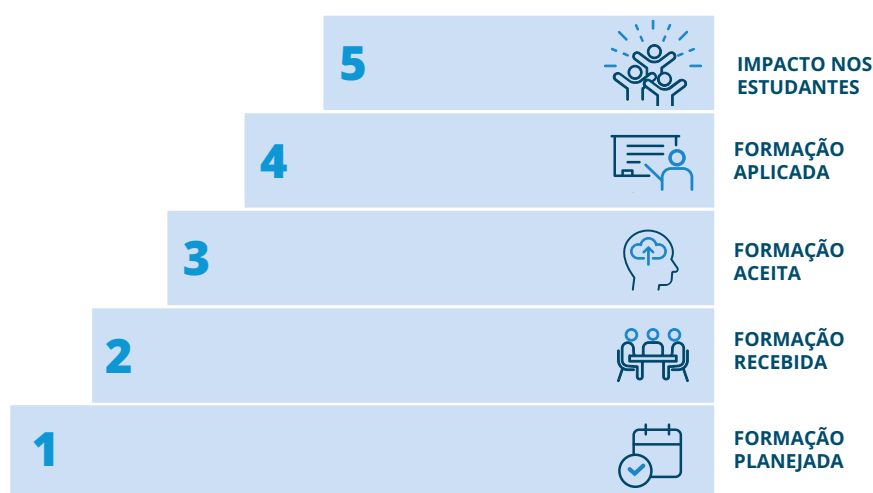 5
IMPACTO NOS
ESTUDANTES
4
FORMAÇÃO
APLICADA
3
FORMAÇÃO
ACEITA
2
FORMAÇÃO
RECEBIDA
1
FORMAÇÃO
PLANEJADA